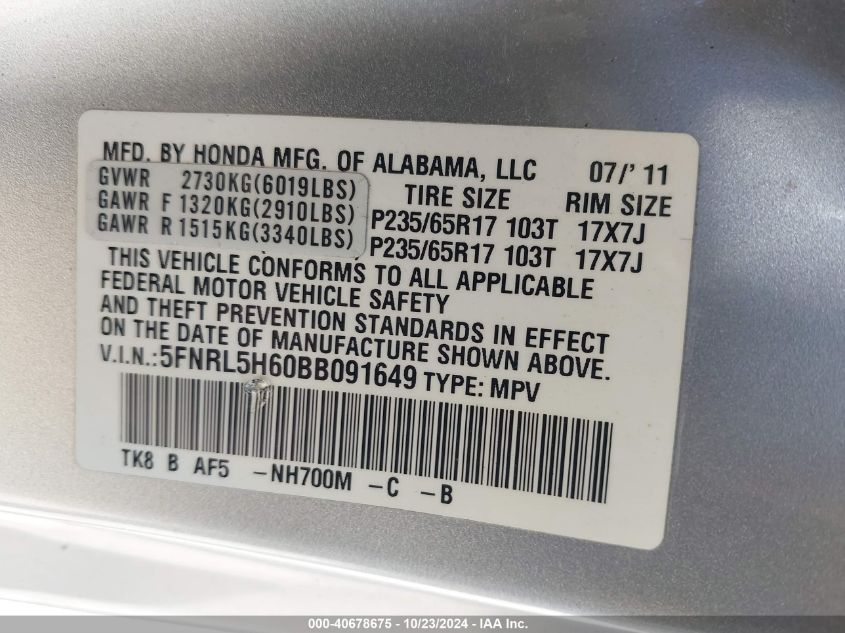 MFD. BY HONDA MFG. OF ALABAMA, LLC 07/' 11
GVWR 2730KG(6019LBS) TIRE SIZE RIM SIZE
GAWR F 1320KG(2910LBS) P235/65R17 103T 17X7J
GAWR R 1515KG(3340LBS) P235/65R17 103T 17X7J
THIS VEHICLE CONFORMS TO ALL APPLICABLE
FEDERAL MOTOR VEHICLE SAFETY
AND THEFT PREVENTION STANDARDS IN EFFECT
ON THE DATE OF MANUFACTURE SHOWN ABOVE.
V.I.N.:5FNRL5H60BB091649 TYPE: MPV
TK8 B AF5 -NH700M -C -B
000-40678675 - 10/23/2024 - IAA Inc.